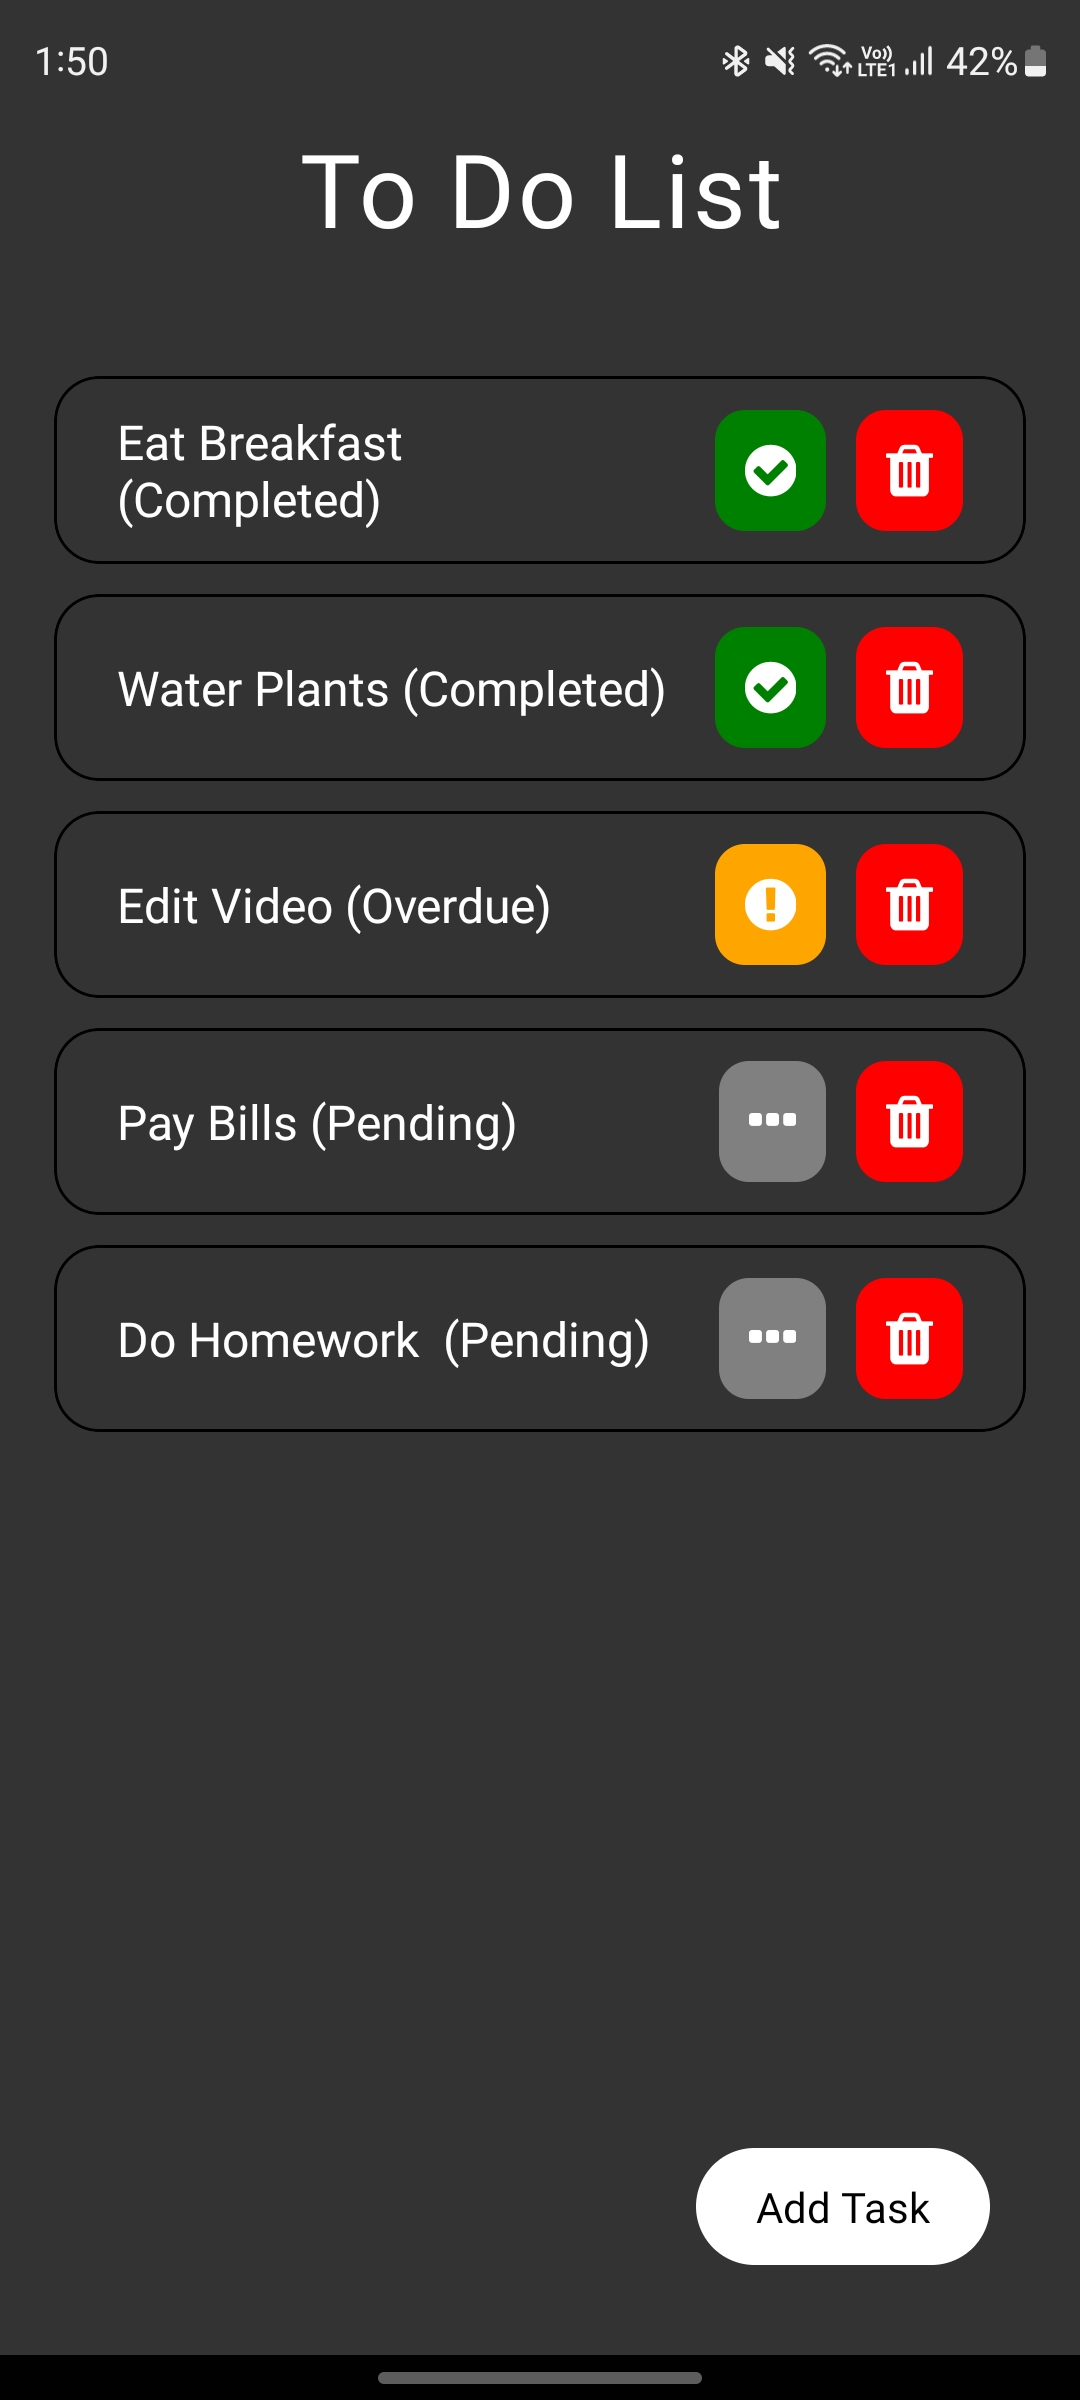 1:50
Vo))
LTE1
42%
To Do List
Eat Breakfast
(Completed)
Water Plants (Completed)
Edit Video (Overdue)
Pay Bills (Pending)
Do Homework  (Pending)
Add Task